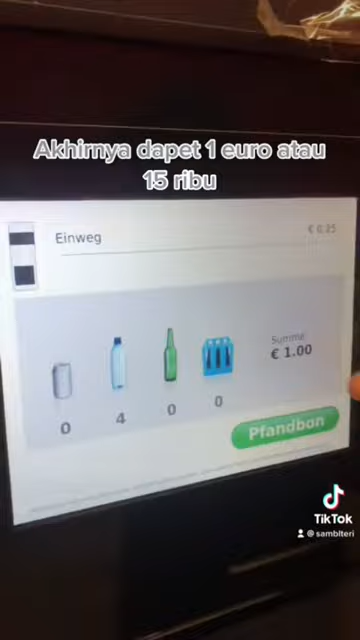 Akhirnya dapet 1 euro atau
15 ribu
Einweg
€ 0.25
Summe
€ 1.00
0
4
0
0
Pfandbon
TikTok
@samblteri